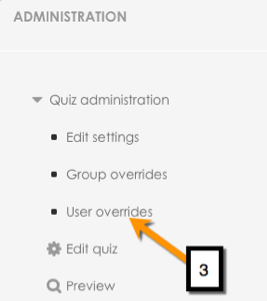 ADMINISTRATION
Quiz administration
Edit settings
Group overrides
User overrides
Edit quiz
3
Preview